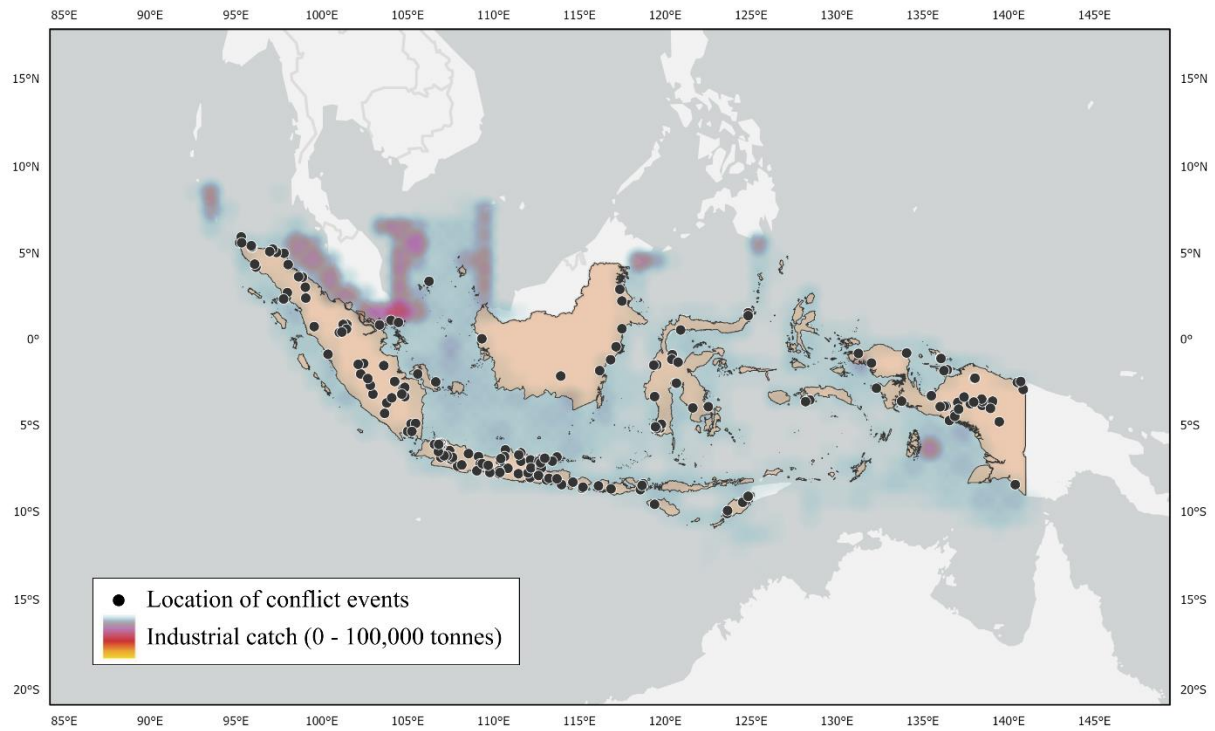 85°E 90°E 95°E 100°E 105°E 110°E 115°E 120°E 125°E 130°E 135°E 140°E 145°E
15°N 15°N
10°N 10°N
5°N 5°N
0° 0°
5°S 5°S
10°S 10°S
Location of conflict events
15°S 15°S
Industrial catch (0 - 100,000 tonnes)
20°S 20°S
85°E 90°E 95°E 100°E 105°E 110°E 115°E 120°E 125°E 130°E 135°E 140°E 145°E